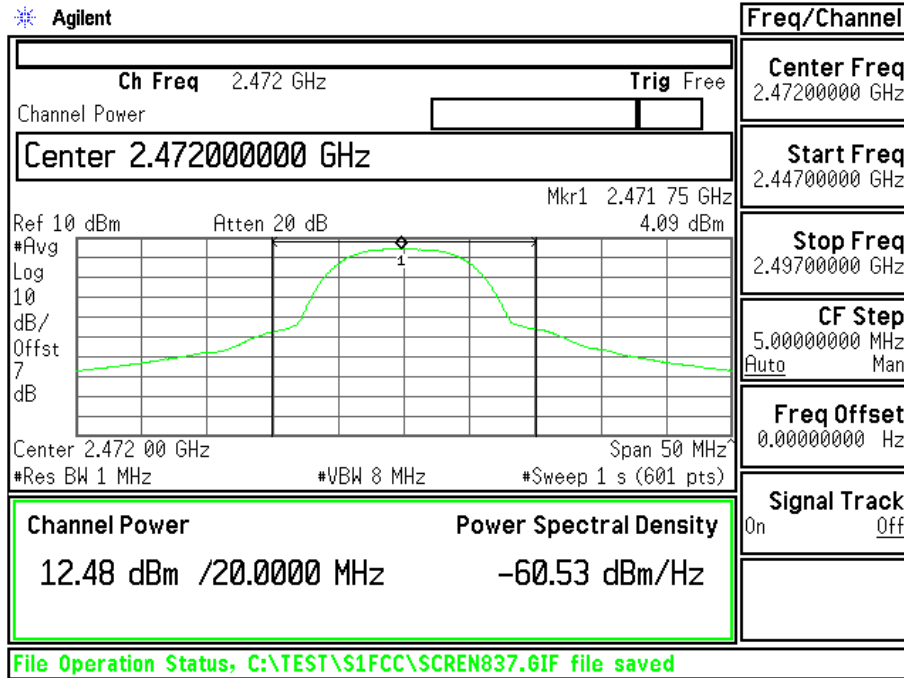 Agilent
Freq/Channel
Ch Freq 2.472 GHz Trig Free
Channel Power
Center 2.472000000 GHz
Mkr1 2.471 75 GHz
Ref 10 dBm Atten 20 dB 4.09 dBm
#Avg
Log
10
dB/
Offst
7
dB
1
Center 2.472 00 GHz Span 50 MHz^
#Res BW 1 MHz #VBW 8 MHz #Sweep 1 s (601 pts)
Channel Power Power Spectral Density
12.48 dBm /20.0000 MHz -60.53 dBm/Hz
Center Freq
2.47200000 GHz
Start Freq
2.44700000 GHz
Stop Freq
2.49700000 GHz
CF Step
5.00000000 MHz
Auto Man
Freq Offset
0.00000000 Hz
Signal Track
On Off
File Operation Status, C:\TEST\S1FCC\SCREN837.GIF file saved